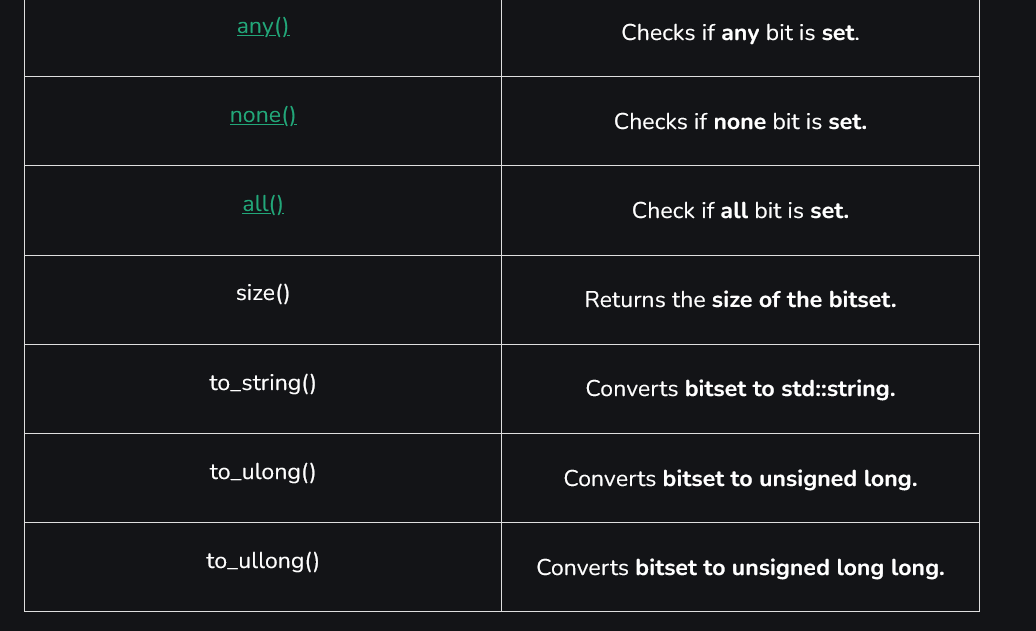 any()
Checks if any bit is set.
none()
Checks if none bit is set.
all()
Check if all bit is set.
size()
Returns the size of the bitset.
to_string()
Converts bitset to std::string.
to_ulong()
Converts bitset to unsigned long.
to_ullong()
Converts bitset to unsigned long long.